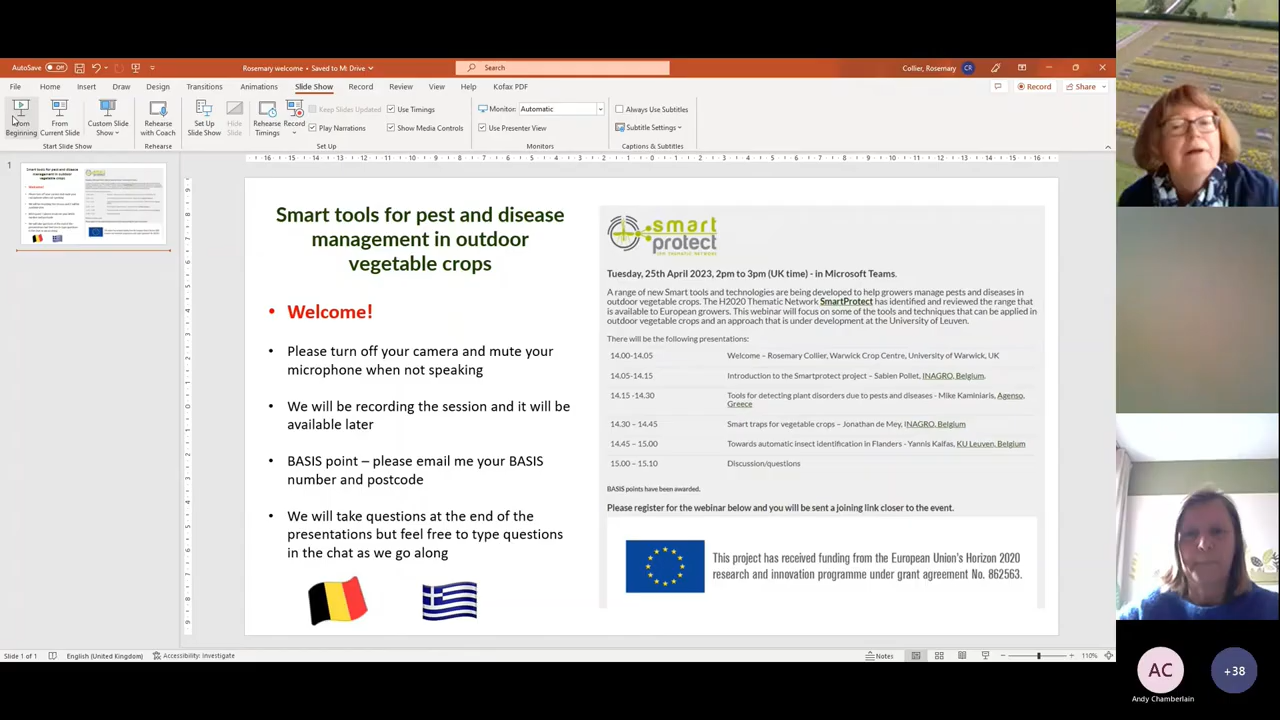 AutoSave Off
Rosemary welcome • Saved to M: Drive
Search
Collier, Rosemary CR
File Home Insert Draw Design Transitions Animations Slide Show Record Review View Help Kofax PDF
Record Share
From Beginning
From Current Slide
Custom Slide Show
Rehearse with Coach
Set Up Slide Show
Hide Slide
Rehearse Timings
Record
Keep Slides Updated
Play Narrations
Use Timings
Show Media Controls
Monitor: Automatic
Use Presenter View
Always Use Subtitles
Subtitle Settings
Start Slide Show Rehearse Set Up Monitors Captions & Subtitles
1
Smart tools for pest and disease
management in outdoor
vegetable crops
• Welcome!
• Please turn off your camera and mute your
microphone when not speaking
• We will be recording the session and it will be
available later
• BASIS point – please email me your BASIS
number and postcode
• We will take questions at the end of the
presentations but feel free to type questions
in the chat as we go along
smart
protect
IPM THEMATIC NETWORK
Tuesday, 25th April 2023, 2pm to 3pm (UK time) - in Microsoft Teams.
A range of new Smart tools and technologies are being developed to help growers manage pests and diseases in
outdoor vegetable crops. The H2020 Thematic Network SmartProtect has identified and reviewed the range that
is available to European growers. This webinar will focus on some of the tools and techniques that can be applied in
outdoor vegetable crops and an approach that is under development at the University of Leuven.
There will be the following presentations:
14.00-14.05 Welcome – Rosemary Collier, Warwick Crop Centre, University of Warwick, UK
14.05-14.15 Introduction to the Smartprotect project – Sabien Pollet, INAGRO, Belgium.
14.15 -14.30 Tools for detecting plant disorders due to pests and diseases - Mike Kaminiaris, Agenso,
Greece
14.30 – 14.45 Smart traps for vegetable crops – Jonathan de Mey, INAGRO, Belgium
14.45 – 15.00 Towards automatic insect identification in Flanders - Yannis Kalfas, KU Leuven, Belgium
15.00 – 15.10 Discussion/questions
BASIS points have been awarded.
Please register for the webinar below and you will be sent a joining link closer to the event.
This project has received funding from the European Union's Horizon 2020
research and innovation programme under grant agreement No. 862563.
Slide 1 of 1 English (United Kingdom) Accessibility: Investigate Notes 110%
AC
Andy Chamberlain
+38